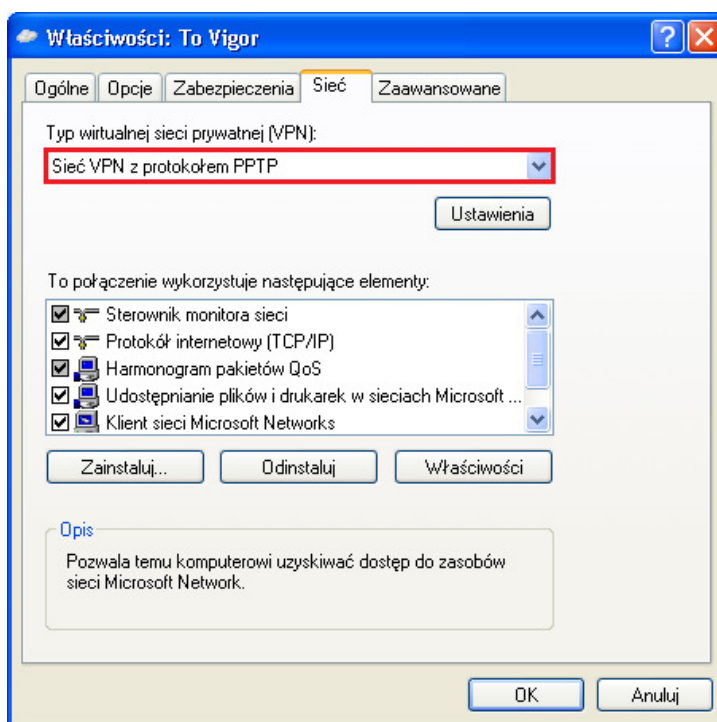 Właściwości: To Vigor
Ogólne Opcje Zabezpieczenia Sieć Zaawansowane
Typ wirtualnej sieci prywatnej (VPN):
Sieć VPN z protokołem PPTP
Ustawienia
To połączenie wykorzystuje następujące elementy:
Sterownik monitora sieci
Protokół internetowy (TCP/IP)
Harmonogram pakietów QoS
Udostępnianie plików i drukarek w sieciach Microsoft ...
Klient sieci Microsoft Networks
Zainstaluj... Odinstaluj Właściwości
Opis
Pozwala temu komputerowi uzyskiwać dostęp do zasobów
sieci Microsoft Network.
OK Anuluj